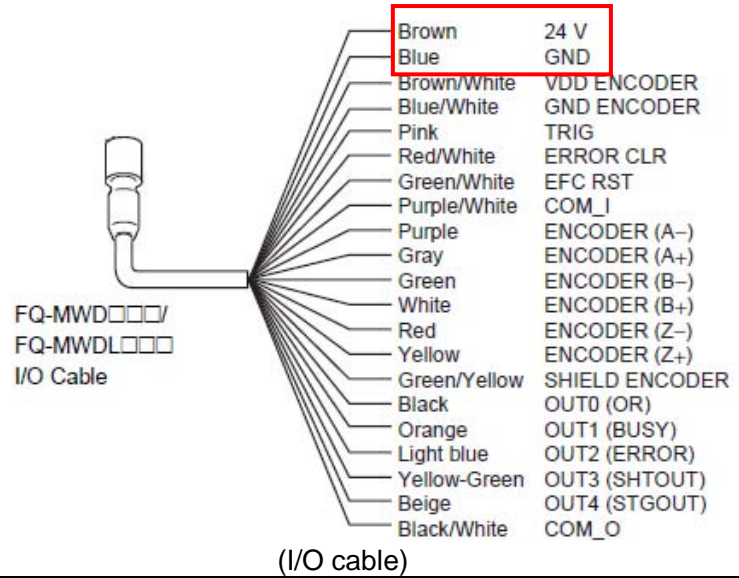 Brown 24 V
Blue GND
Brown/White VDD ENCODER
Blue/White GND ENCODER
Pink TRIG
Red/White ERROR CLR
Green/White EFC RST
Purple/White COM_I
Purple ENCODER (A−)
Gray ENCODER (A+)
Green ENCODER (B−)
White ENCODER (B+)
Red ENCODER (Z−)
Yellow ENCODER (Z+)
Green/Yellow SHIELD ENCODER
Black OUT0 (OR)
Orange OUT1 (BUSY)
Light blue OUT2 (ERROR)
Yellow-Green OUT3 (SHTOUT)
Beige OUT4 (STGOUT)
Black/White COM_O
FQ-MWD□□□/
FQ-MWDL□□□
I/O Cable
(I/O cable)